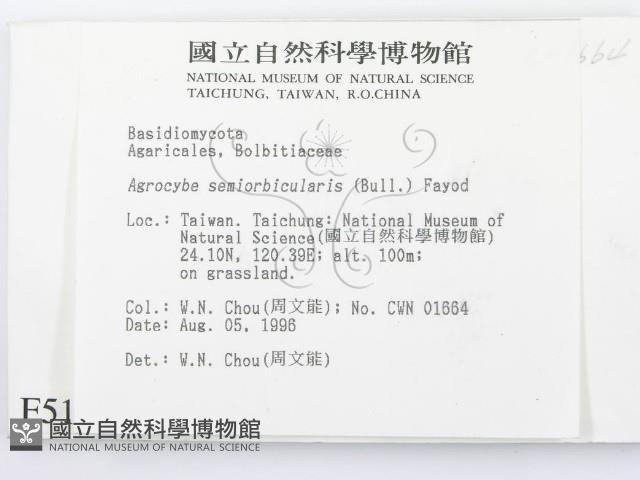 國立自然科學博物館
NATIONAL MUSEUM OF NATURAL SCIENCE
TAICHUNG, TAIWAN, R.O.CHINA
Basidiomycota
Agaricales, Bolbitiaceae
Agrocybe semiorbicularis (Bull.) Fayod
Loc.: Taiwan. Taichung: National Museum of
Natural Science(國立自然科學博物館)
24.10N, 120.39E; alt. 100m;
on grassland.
Col.: W.N. Chou(周文能); No. CWN 01664
Date: Aug. 05, 1996
Det.: W.N. Chou(周文能)
F51
國立自然科學博物館
NATIONAL MUSEUM OF NATURAL SCIENCE